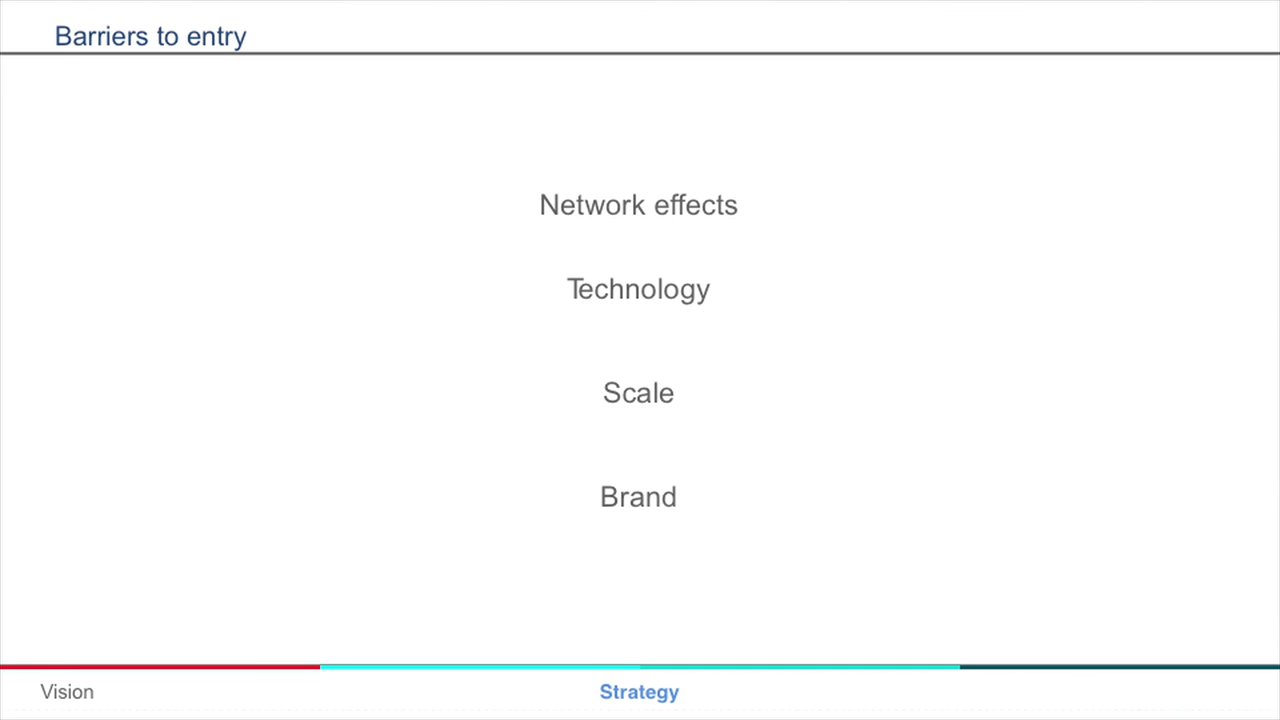 Barriers to entry
Network effects
Technology
Scale
Brand
Vision
Strategy